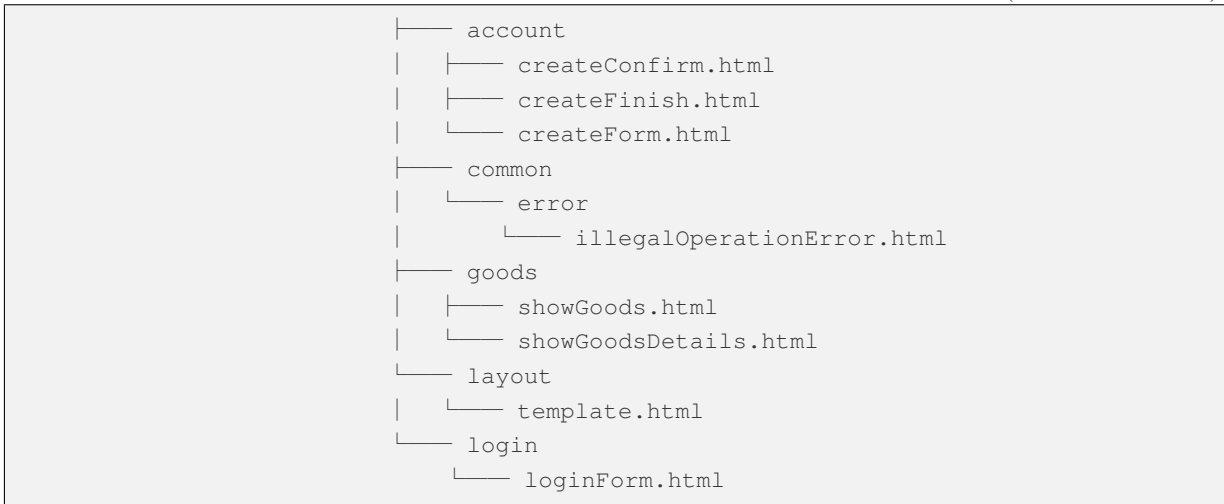 ├── account
│   ├── createConfirm.html
│   ├── createFinish.html
│   └── createForm.html
├── common
│   └── error
│       └── illegalOperationError.html
├── goods
│   ├── showGoods.html
│   └── showGoodsDetails.html
└── layout
│   └── template.html
└── login
    └── loginForm.html